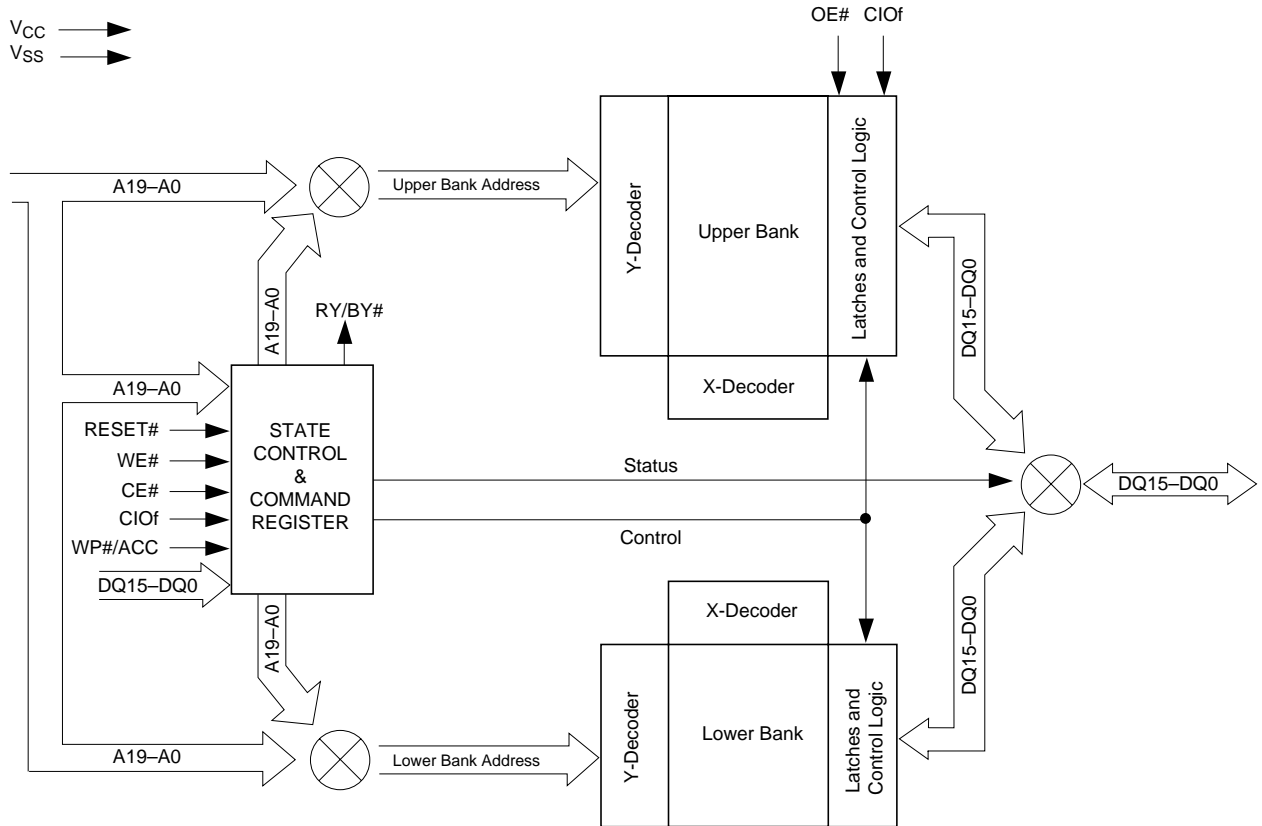 OE# CIOf
VCC
VSS
A19–A0
Upper Bank Address
Y-Decoder
Upper Bank
Latches and Control Logic
X-Decoder
A19–A0
RY/BY#
DQ15–DQ0
A19–A0
RESET#
WE#
CE#
CIOf
WP#/ACC
DQ15–DQ0
STATE
CONTROL
&
COMMAND
REGISTER
Status
Control
DQ15–DQ0
A19–A0
X-Decoder
DQ15–DQ0
A19–A0
Lower Bank Address
Y-Decoder
Lower Bank
Latches and
Control Logic